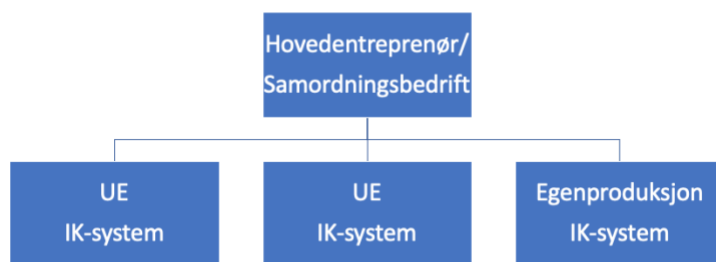 Hovedentreprenør/
Samordningsbedrift
UE
IK-system
UE
IK-system
Egenproduksjon
IK-system